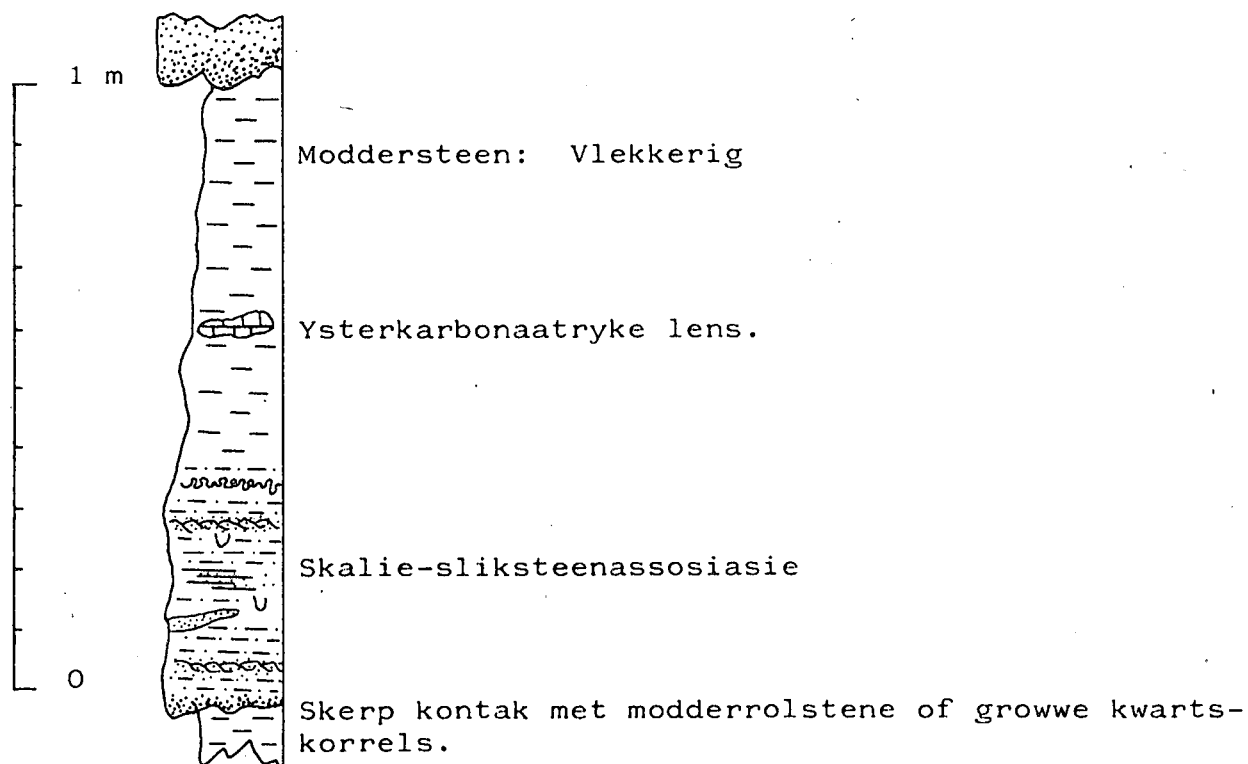 1 m
Moddersteen: Vlekkerig
Ysterkarbonaatryke lens.
Skalie-sliksteenassosiasie
0
Skerp kontak met modderrolstene of growwe kwarts-
korrels.